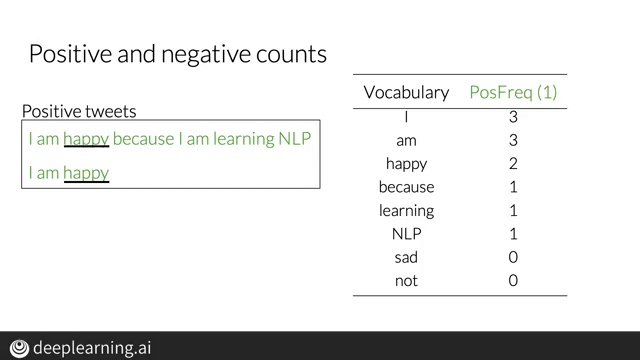 Positive and negative counts
Positive tweets
I am happy because I am learning NLP
I am happy
Vocabulary PosFreq (1)
I 3
am 3
happy 2
because 1
learning 1
NLP 1
sad 0
not 0
deeplearning.ai